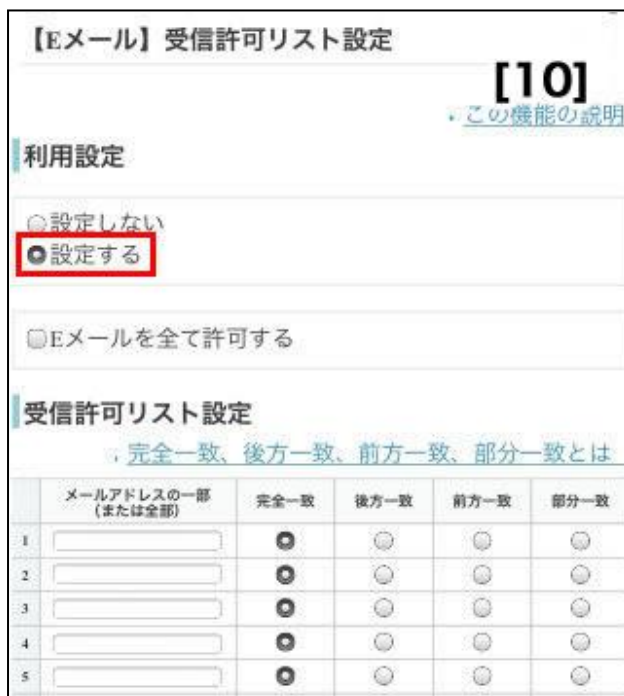 【Eメール】受信許可リスト設定
[10]
この機能の説明
利用設定
設定しない
設定する
Eメールを全て許可する
受信許可リスト設定
完全一致、後方一致、前方一致、部分一致とは
メールアドレスの一部 完全一致 後方一致 前方一致 部分一致
(または全部)
1
2
3
4
5